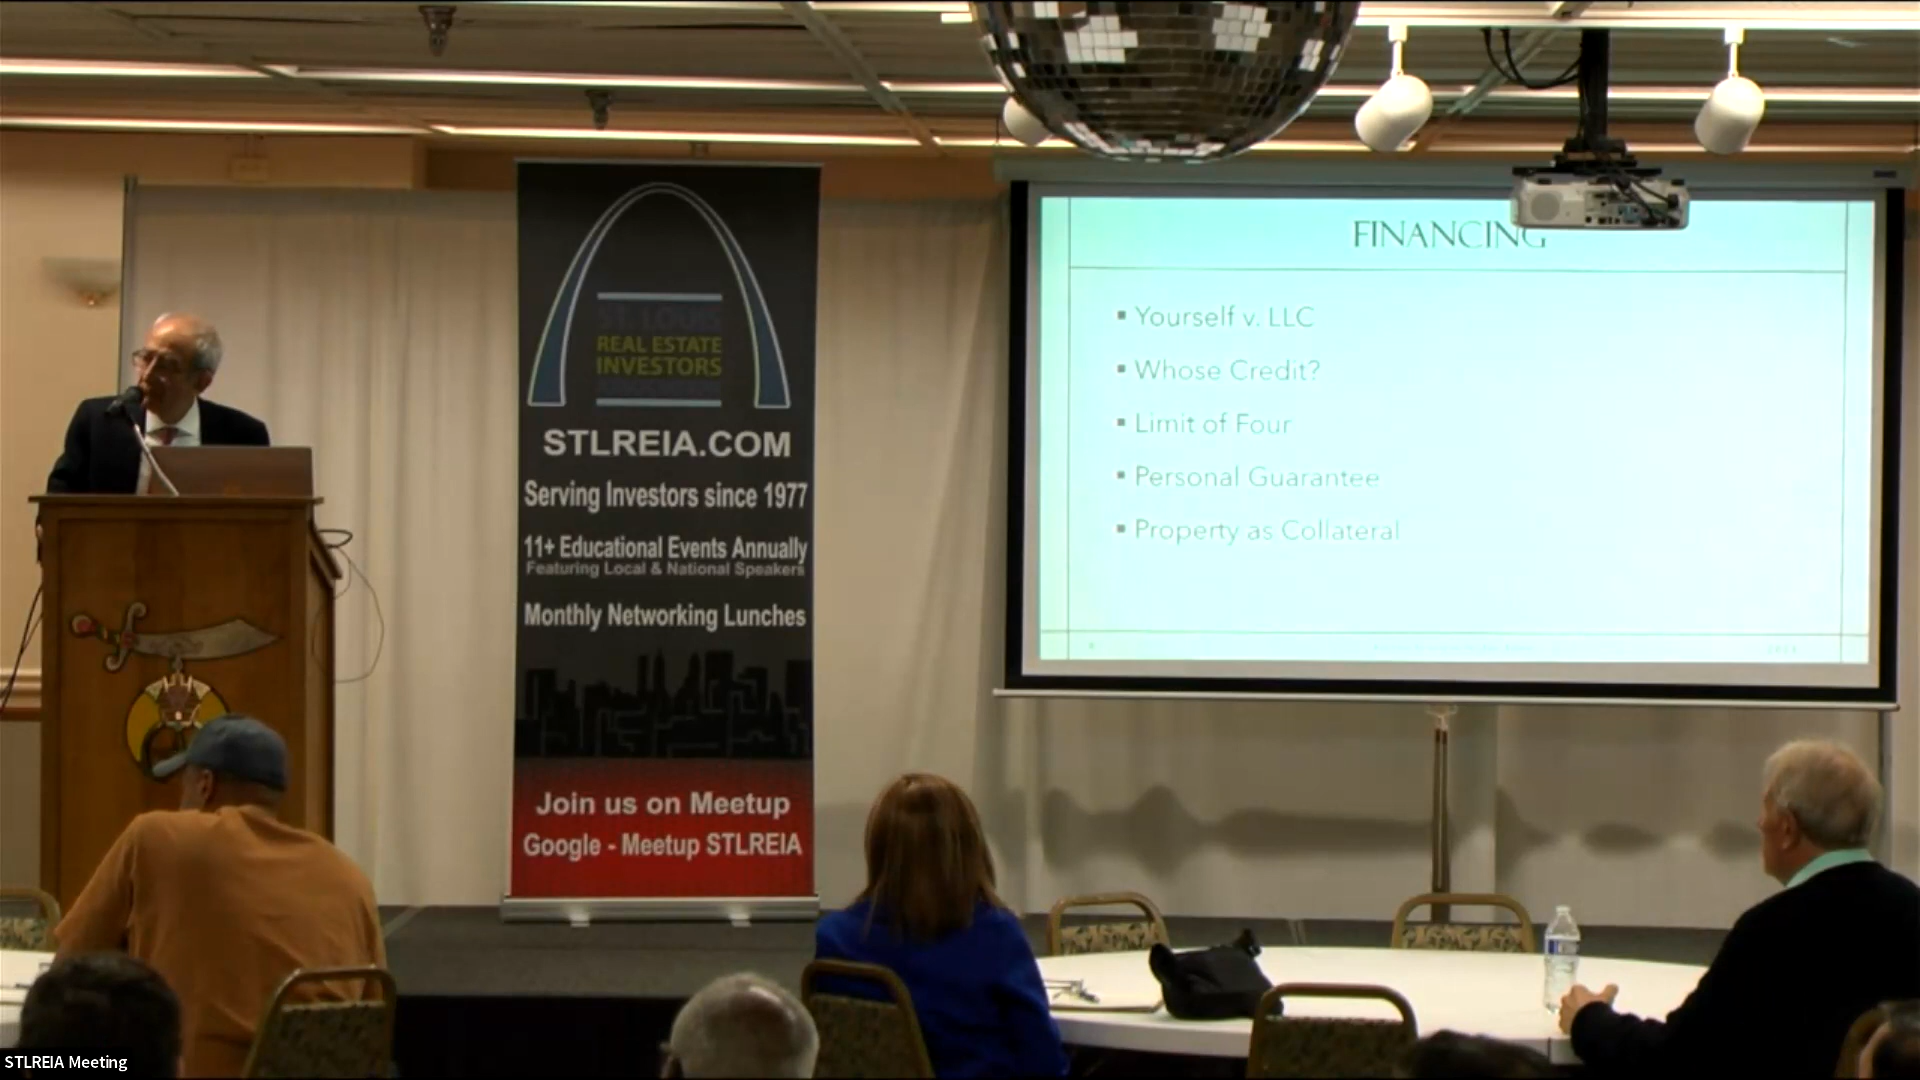 ST. LOUIS
REAL ESTATE
INVESTORS
STLREIA.COM
Serving Investors since 1977
11+ Educational Events Annually
Featuring Local & National Speakers
Monthly Networking Lunches
Join us on Meetup
Google - Meetup STLREIA
FINANCING
▪ Yourself v. LLC
▪ Whose Credit?
▪ Limit of Four
▪ Personal Guarantee
▪ Property as Collateral
STLREIA Meeting